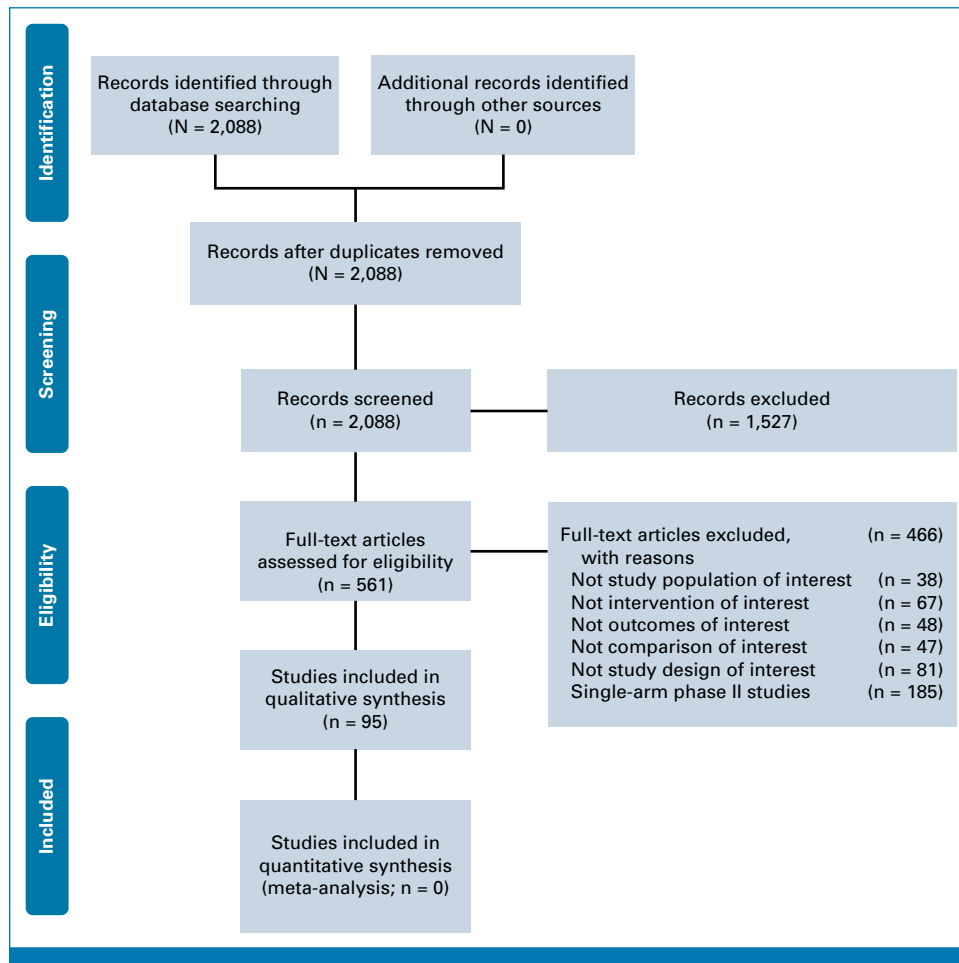 Identification
Records identified through
database searching
(N = 2,088)
Additional records identified
through other sources
(N = 0)
Records after duplicates removed
(N = 2,088)
Screening
Records screened
(n = 2,088)
Records excluded
(n = 1,527)
Eligibility
Full-text articles
assessed for eligibility
(n = 561)
Full-text articles excluded, (n = 466)
with reasons
Not study population of interest (n = 38)
Not intervention of interest (n = 67)
Not outcomes of interest (n = 48)
Not comparison of interest (n = 47)
Not study design of interest (n = 81)
Single-arm phase II studies (n = 185)
Studies included in
qualitative synthesis
(n = 95)
Included
Studies included in
quantitative synthesis
(meta-analysis; n = 0)